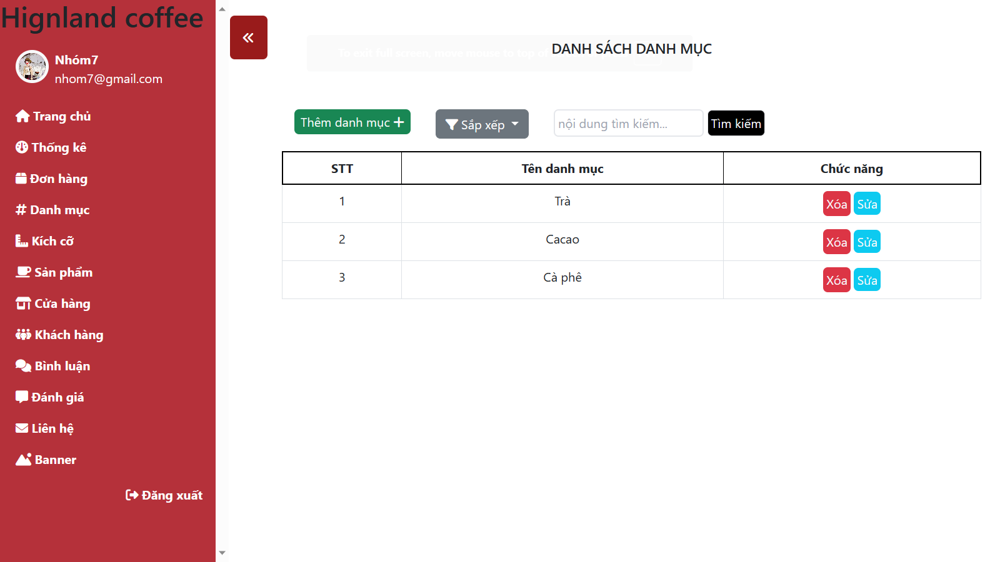 Hignland coffee
Nhóm7
nhom7@gmail.com
Trang chủ
Thống kê
Đơn hàng
Danh mục
Kích cỡ
Sản phẩm
Cửa hàng
Khách hàng
Bình luận
Đánh giá
Liên hệ
Banner
Đăng xuất
To exit full screen, move mouse to top of
DANH SÁCH DANH MỤC
Thêm danh mục
Sắp xếp
nội dung tìm kiếm...
Tìm kiếm
STT Tên danh mục Chức năng
1 Trà Xóa Sửa
2 Cacao Xóa Sửa
3 Cà phê Xóa Sửa